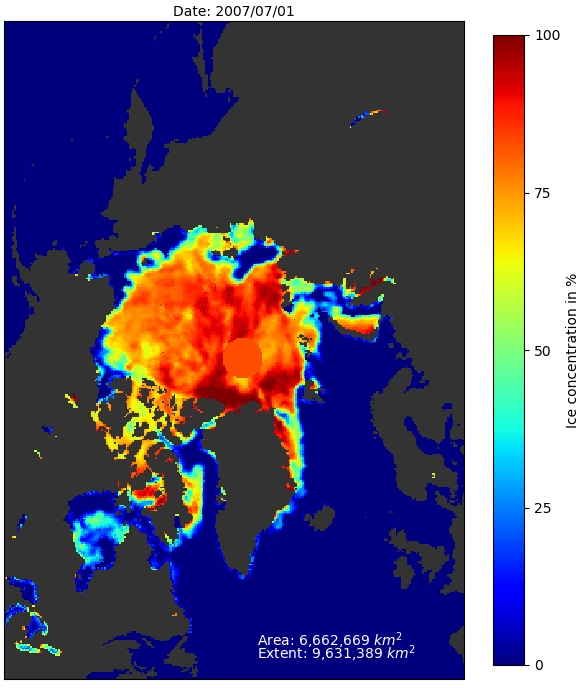 Date: 2007/07/01
100
75
50
25
0
Ice concentration in %
Area: 6,662,669 km²
Extent: 9,631,389 km²